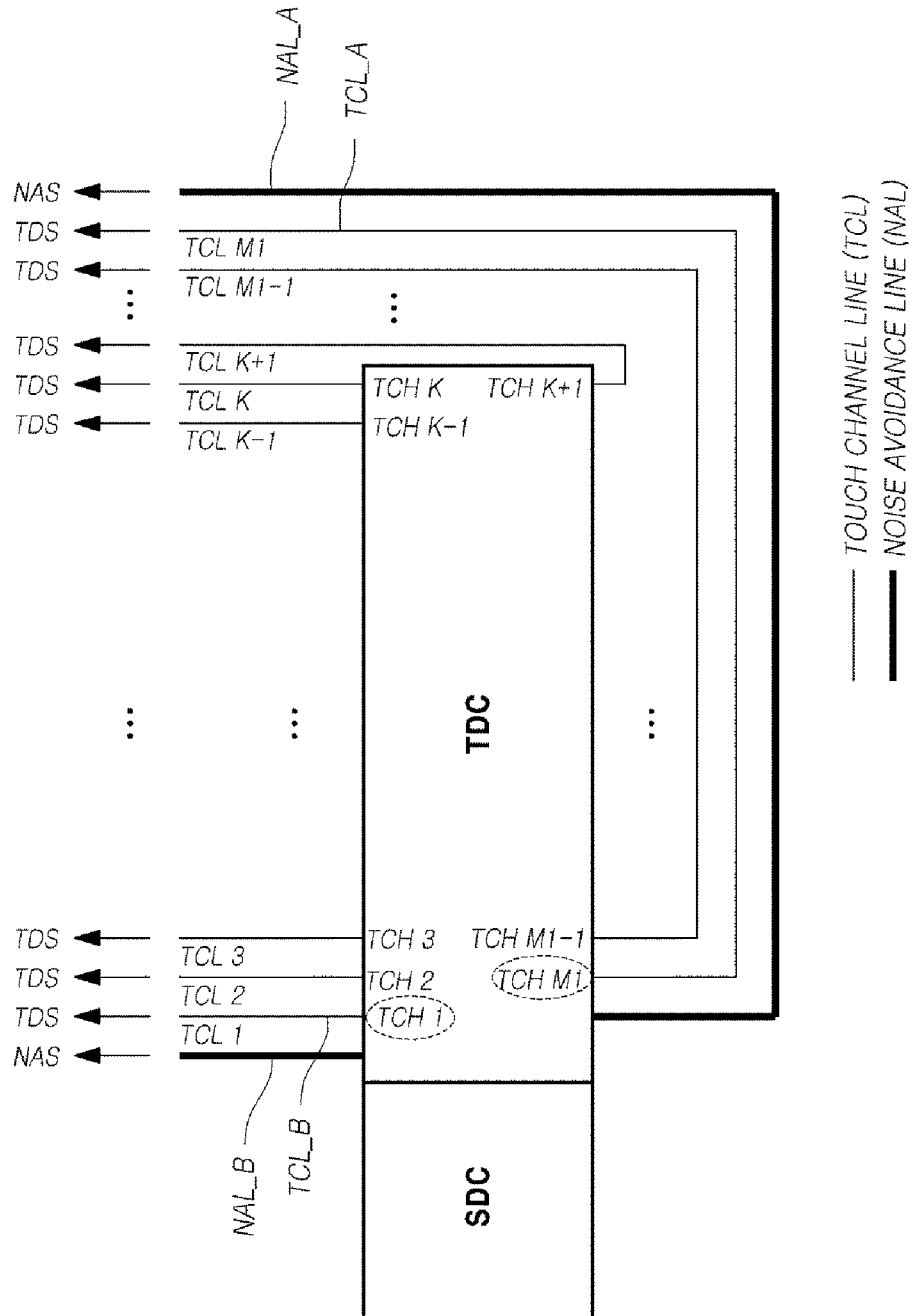 NAL_A
TCL_A
NAS
TDS
TCL M1
TDS
TCL M1-1
...
...
TDS
TCL K+1
TDS
TCL K
TCH K
TCH K+1
TDS
TCL K-1
TCH K-1
...
...
TDC
...
TDS
TCL 3
TCH 3
TCH M1-1
TDS
TCL 2
TCH 2
TCH M1
TDS
TCL 1
TCH 1
NAS
NAL_B
TCL_B
SDC
TOUCH CHANNEL LINE (TCL)
NOISE AVOIDANCE LINE (NAL)